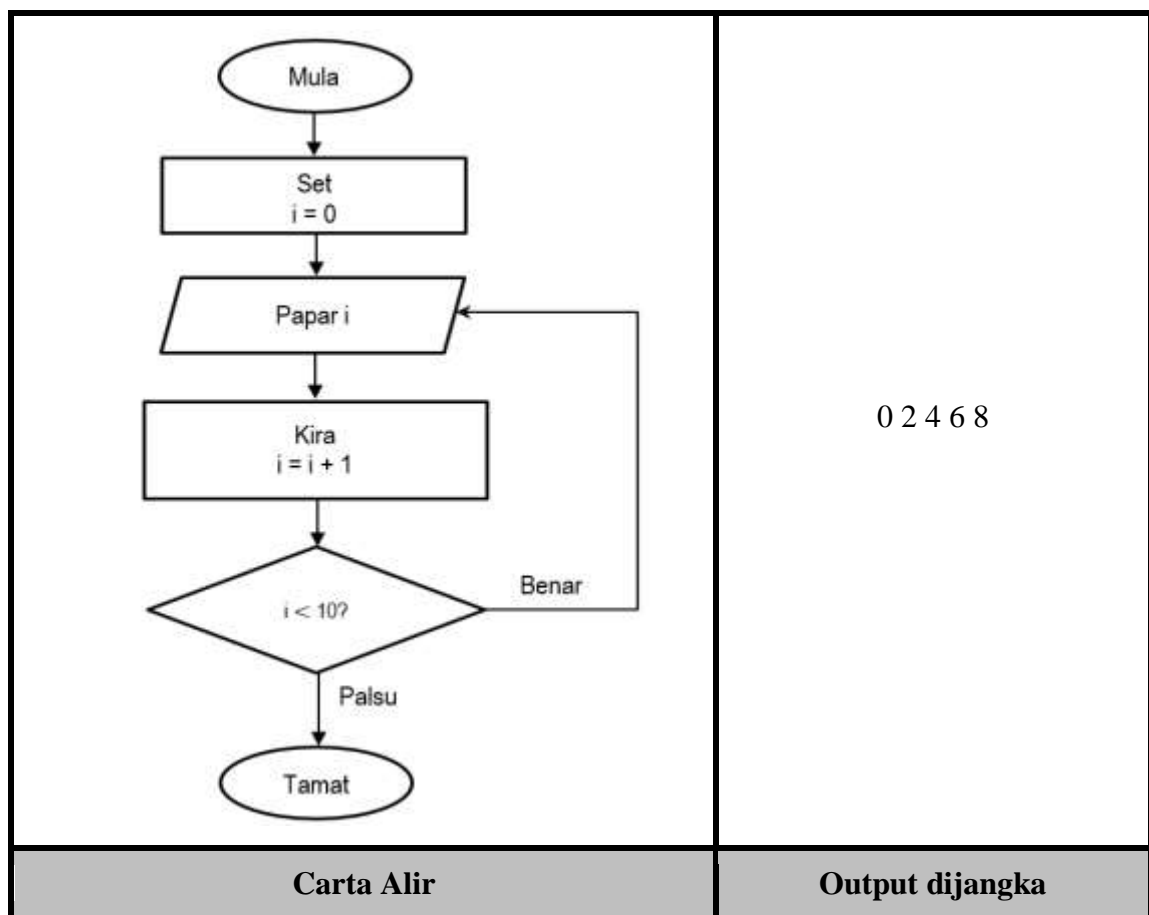 Mula
Set
i = 0
Papar i
Kira
i = i + 1
i < 10?
Benar
Palsu
Tamat
0 2 4 6 8
Carta Alir
Output dijangka